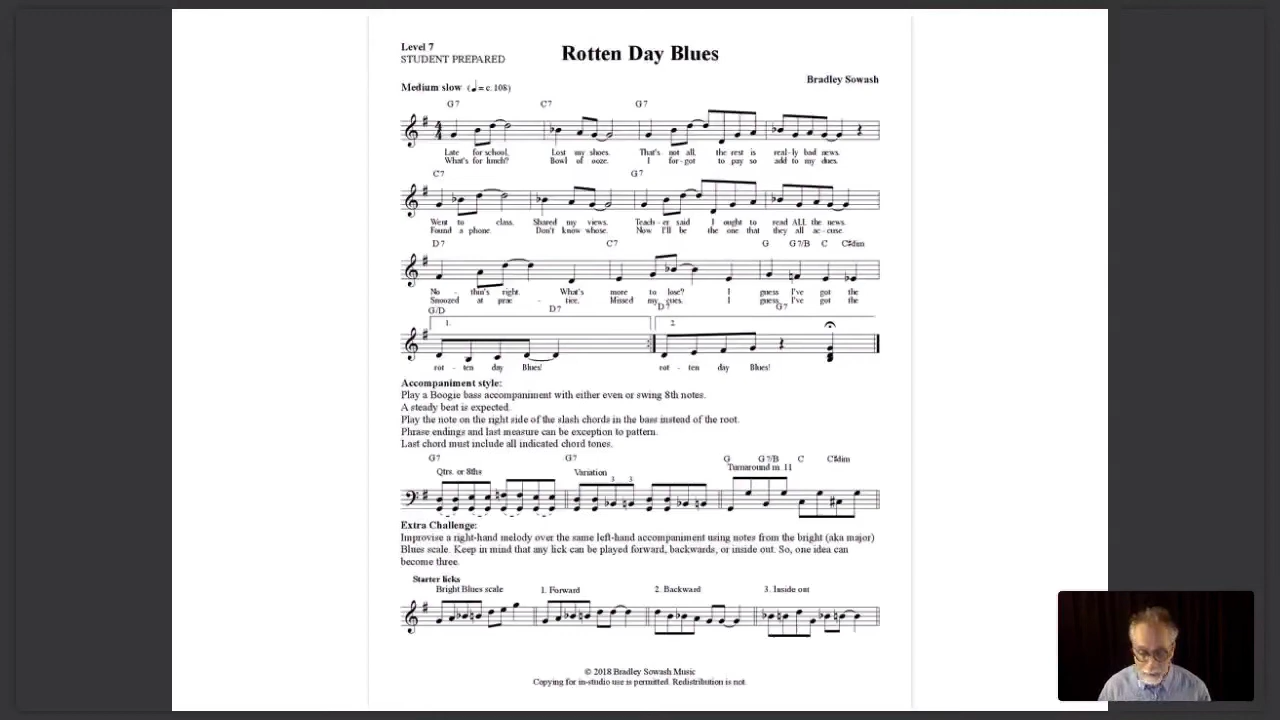 Level 7
STUDENT PREPARED
Rotten Day Blues
Bradley Sowash
Medium slow (♩ = c. 108)
G7 C7 G7
Late for school, Lost my shoes. That's not all, the rest is real-ly bad news.
What's for lunch? Bowl of ooze. I for-got to pay so add to my dues.
C7 G7
Went to class. Shared my views. Teach-er said I ought to read ALL the news.
Found a phone. Don't know whose. Now I'll be the one that they all ac-cuse.
D7 C7 G G7/B C C#dim
No - thin's right. What's more to lose? I guess I've got the
Snoozed at prac - tice. Missed my cues. I guess I've got the
G/D D7 D7 G7
1. 2.
rot - ten day Blues! rot - ten day Blues!
Accompaniment style:
Play a Boogie bass accompaniment with either even or swing 8th notes.
A steady beat is expected.
Play the note on the right side of the slash chords in the bass instead of the root.
Phrase endings and last measure can be exception to pattern.
Last chord must include all indicated chord tones.
G7 G7 G G7/B C C#dim
Qtrs. or 8ths Variation Turnaround m. 11
3 3
Extra Challenge:
Improvise a right-hand melody over the same left-hand accompaniment using notes from the bright (aka major)
Blues scale. Keep in mind that any lick can be played forward, backwards, or inside out. So, one idea can
become three.
Starter licks
Bright Blues scale 1. Forward 2. Backward 3. Inside out
© 2018 Bradley Sowash Music
Copying for in-studio use is permitted. Redistribution is not.